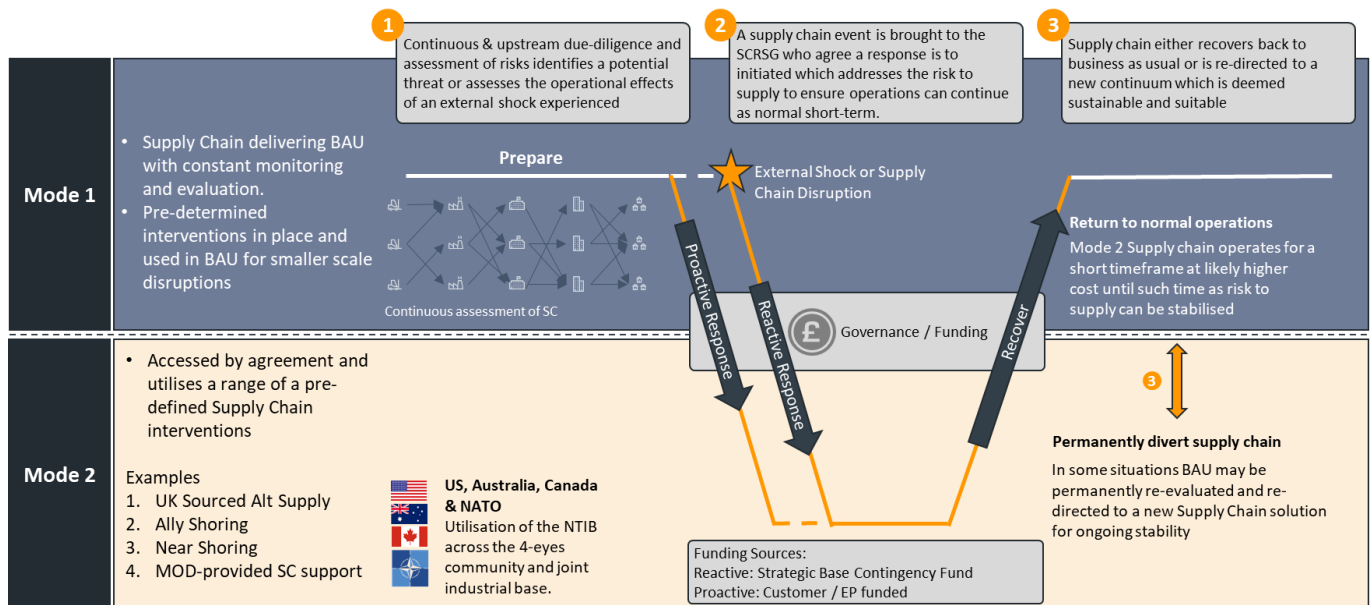 1
Continuous & upstream due-diligence and
assessment of risks identifies a potential
threat or assesses the operational effects
of an external shock experienced
2
A supply chain event is brought to the
SCRSG who agree a response is to
initiated which addresses the risk to
supply to ensure operations can continue
as normal short-term.
3
Supply chain either recovers back to
business as usual or is re-directed to a
new continuum which is deemed
sustainable and suitable
Mode 1
• Supply Chain delivering BAU
with constant monitoring
and evaluation.
• Pre-determined
interventions in place and
used in BAU for smaller scale
disruptions
Prepare
Continuous assessment of SC
External Shock or Supply
Chain Disruption
Proactive Response
Reactive Response
£
Governance / Funding
Recover
Return to normal operations
Mode 2 Supply chain operates for a
short timeframe at likely higher
cost until such time as risk to
supply can be stabilised
Mode 2
• Accessed by agreement and
utilises a range of a pre-
defined Supply Chain
interventions
Examples
1. UK Sourced Alt Supply
2. Ally Shoring
3. Near Shoring
4. MOD-provided SC support
US, Australia, Canada
& NATO
Utilisation of the NTIB
across the 4-eyes
community and joint
industrial base.
Funding Sources:
Reactive: Strategic Base Contingency Fund
Proactive: Customer / EP funded
3
Permanently divert supply chain
In some situations BAU may be
permanently re-evaluated and re-
directed to a new Supply Chain solution
for ongoing stability